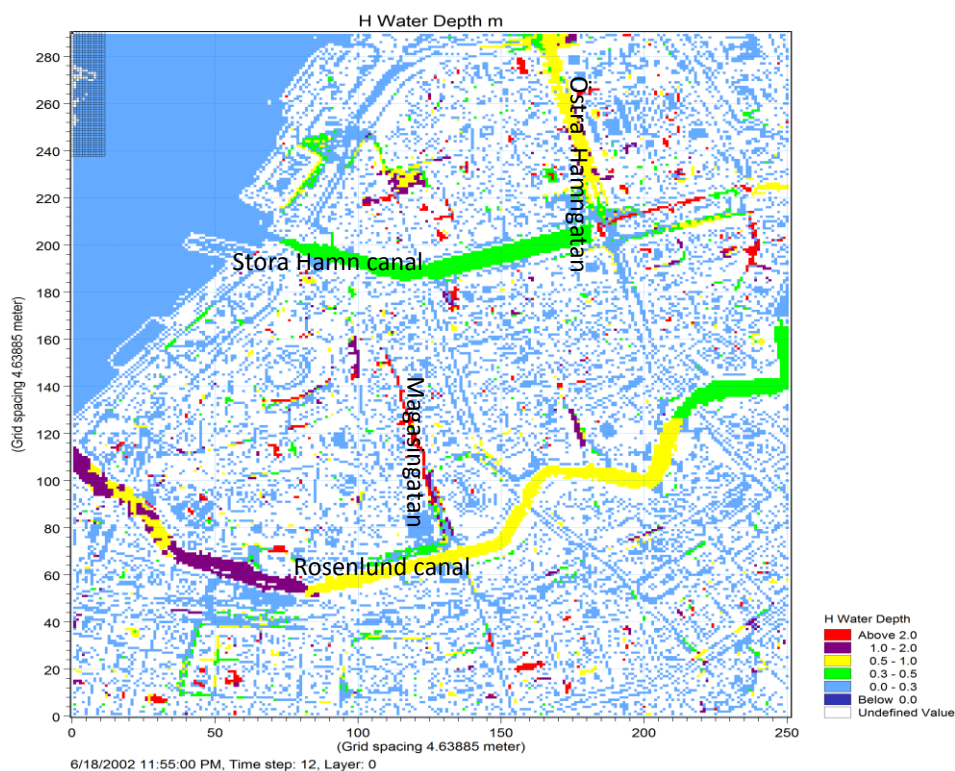 H Water Depth m
280
260
240
220
200
180
160
140
120
100
80
60
40
20
0
(Grid spacing 4.63885 meter)
Östra Hamngatan
Stora Hamn canal
Magasingatan
Rosenlund canal
0 50 100 150 200 250
(Grid spacing 4.63885 meter)
6/18/2002 11:55:00 PM, Time step: 12, Layer: 0
H Water Depth
Above 2.0
1.0 - 2.0
0.5 - 1.0
0.3 - 0.5
0.0 - 0.3
Below 0.0
Undefined Value